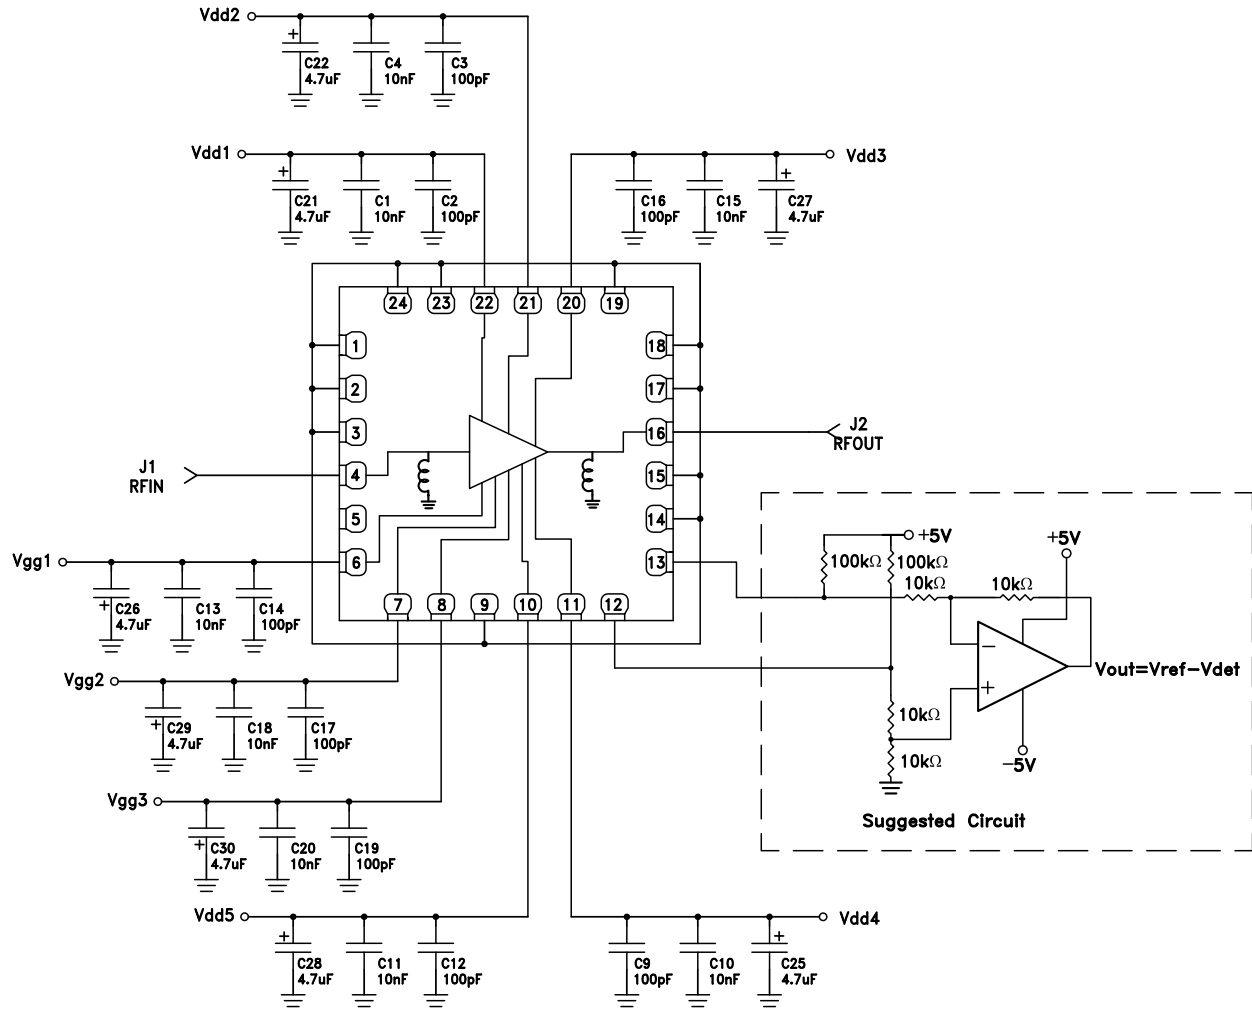 Vdd2
+
C22
4.7uF
C4
10nF
C3
100pF
Vdd1
+
C21
4.7uF
C1
10nF
C2
100pF
Vdd3
C16
100pF
C15
10nF
+
C27
4.7uF
24
23
22
21
20
19
1
2
3
4
5
6
18
17
16
15
14
13
7
8
9
10
11
12
J1
RFIN
J2
RFOUT
Vgg1
+
C26
4.7uF
C13
10nF
C14
100pF
Vgg2
+
C29
4.7uF
C18
10nF
C17
100pF
Vgg3
+
C30
4.7uF
C20
10nF
C19
100pF
Vdd5
+
C28
4.7uF
C11
10nF
C12
100pF
Vdd4
C9
100pF
C10
10nF
+
C25
4.7uF
+5V
+5V
100kΩ
100kΩ
10kΩ
10kΩ
−
+
Vout=Vref−Vdet
10kΩ
10kΩ
−5V
Suggested Circuit